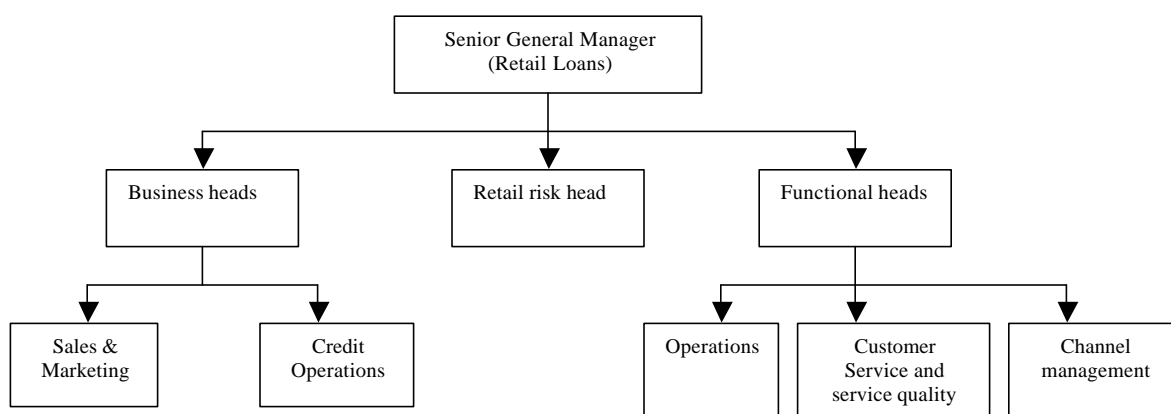 Senior General Manager
(Retail Loans)
Business heads
Retail risk head
Functional heads
Sales &
Marketing
Credit
Operations
Operations
Customer
Service and
service quality
Channel
management